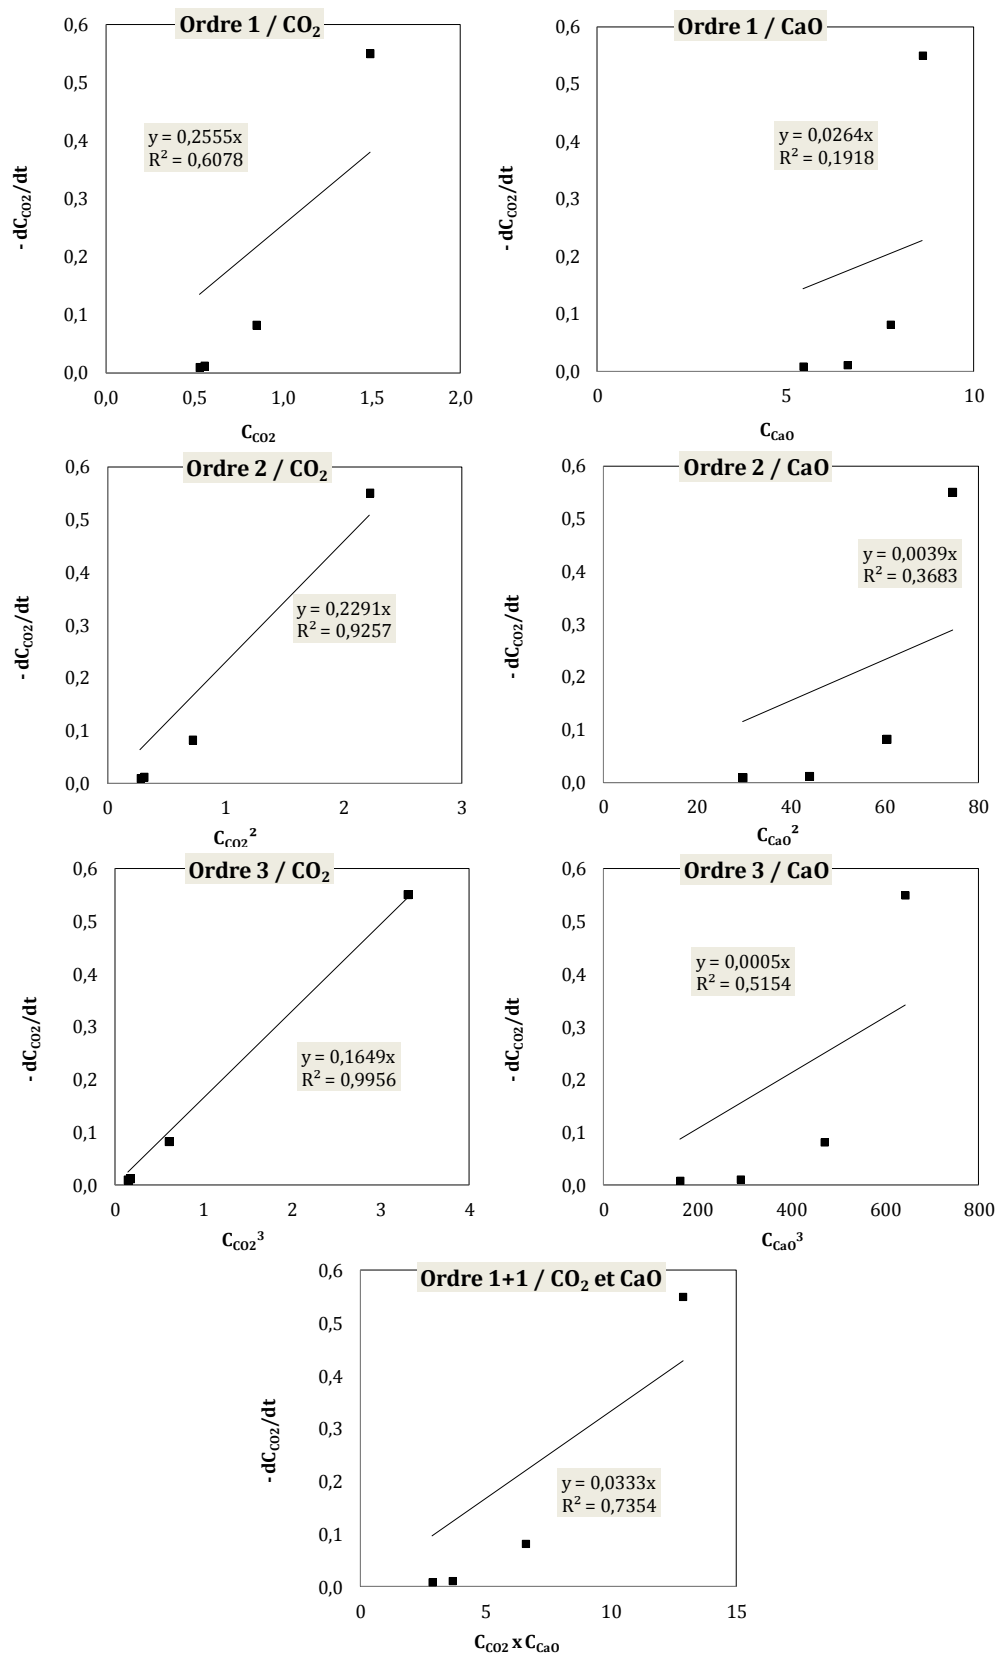 Ordre 1 / CO₂
0,6
0,5
0,4
0,3
0,2
0,1
0,0
- dC_CO2/dt
y = 0,2555x
R² = 0,6078
0,0 0,5 1,0 1,5 2,0
C_CO2
Ordre 1 / CaO
0,6
0,5
0,4
0,3
0,2
0,1
0,0
- dC_CO2/dt
y = 0,0264x
R² = 0,1918
0 5 10
C_CaO
Ordre 2 / CO₂
0,6
0,5
0,4
0,3
0,2
0,1
0,0
- dC_CO2/dt
y = 0,2291x
R² = 0,9257
0 1 2 3
C_CO2²
Ordre 2 / CaO
0,6
0,5
0,4
0,3
0,2
0,1
0,0
- dC_CO2/dt
y = 0,0039x
R² = 0,3683
0 20 40 60 80
C_CaO²
Ordre 3 / CO₂
0,6
0,5
0,4
0,3
0,2
0,1
0,0
- dC_CO2/dt
y = 0,1649x
R² = 0,9956
0 1 2 3 4
C_CO2³
Ordre 3 / CaO
0,6
0,5
0,4
0,3
0,2
0,1
0,0
- dC_CO2/dt
y = 0,0005x
R² = 0,5154
0 200 400 600 800
C_CaO³
Ordre 1+1 / CO₂ et CaO
0,6
0,5
0,4
0,3
0,2
0,1
0,0
- dC_CO2/dt
y = 0,0333x
R² = 0,7354
0 5 10 15
C_CO2 x C_CaO